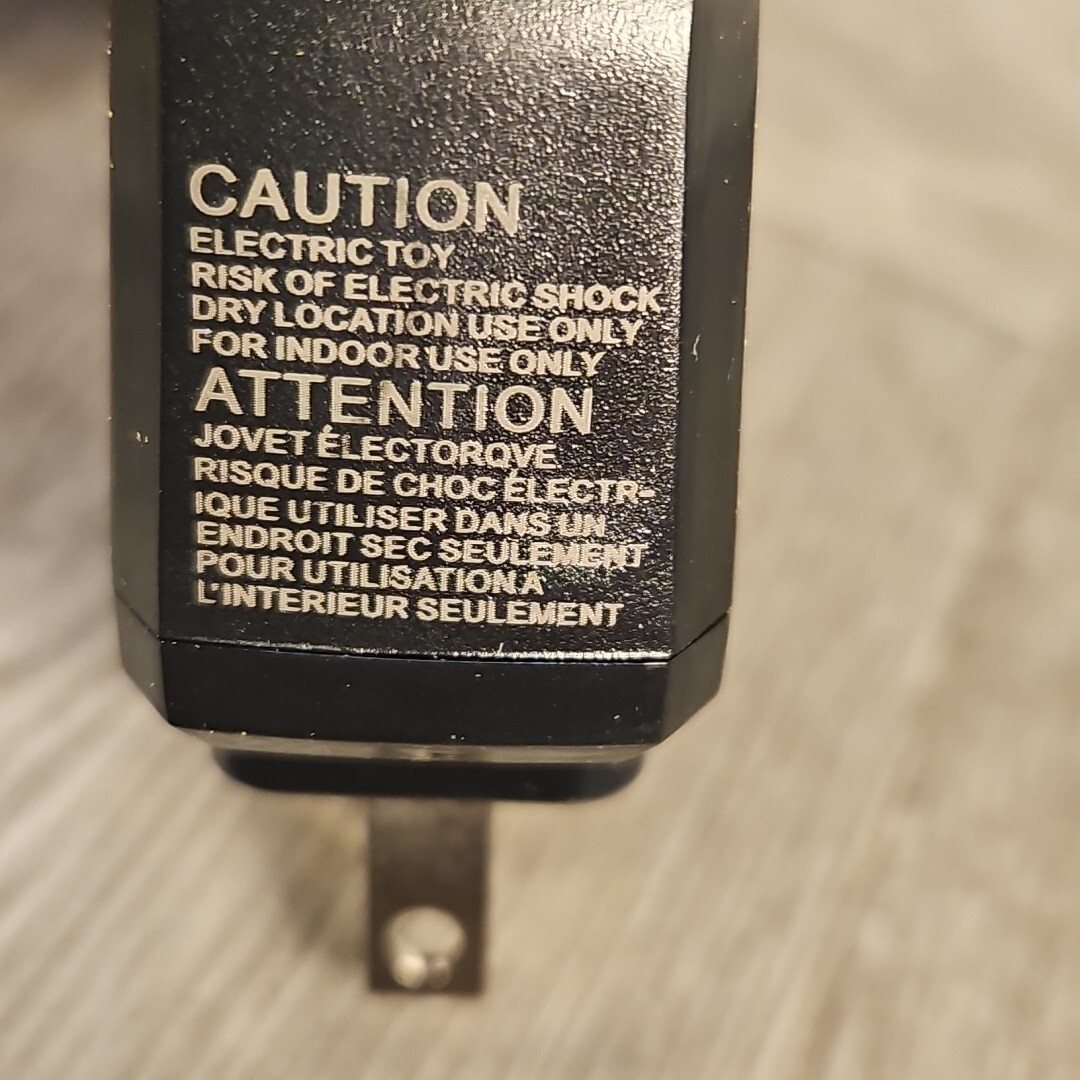 CAUTION
ELECTRIC TOY
RISK OF ELECTRIC SHOCK
DRY LOCATION USE ONLY
FOR INDOOR USE ONLY
ATTENTION
JOVET ÉLECTORQVE
RISQUE DE CHOC ÉLECTR-
IQUE UTILISER DANS UN
ENDROIT SEC SEULEMENT
POUR UTILISATIONA
L'INTERIEUR SEULEMENT